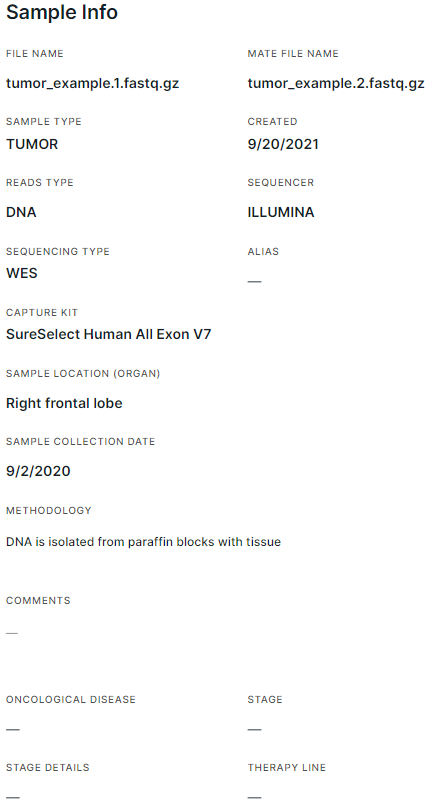 Sample Info
FILE NAME
MATE FILE NAME
tumor_example.1.fastq.gz
tumor_example.2.fastq.gz
SAMPLE TYPE
CREATED
TUMOR
9/20/2021
READS TYPE
SEQUENCER
DNA
ILLUMINA
SEQUENCING TYPE
ALIAS
WES
—
CAPTURE KIT
SureSelect Human All Exon V7
SAMPLE LOCATION (ORGAN)
Right frontal lobe
SAMPLE COLLECTION DATE
9/2/2020
METHODOLOGY
DNA is isolated from paraffin blocks with tissue
COMMENTS
—
ONCOLOGICAL DISEASE
STAGE
—
—
STAGE DETAILS
THERAPY LINE
—
—